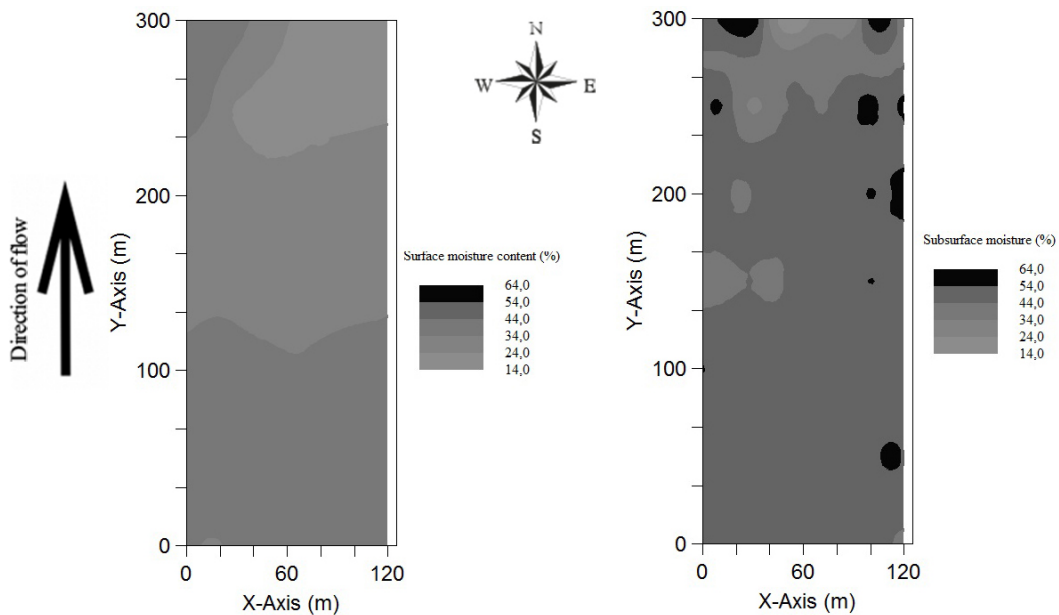 300
200
100
0
0
60
120
Y-Axis (m)
X-Axis (m)
Direction of flow
N
W
E
S
Surface moisture content (%)
64,0
54,0
44,0
34,0
24,0
14,0
300
200
100
0
0
60
120
Y-Axis (m)
X-Axis (m)
Subsurface moisture (%)
64,0
54,0
44,0
34,0
24,0
14,0